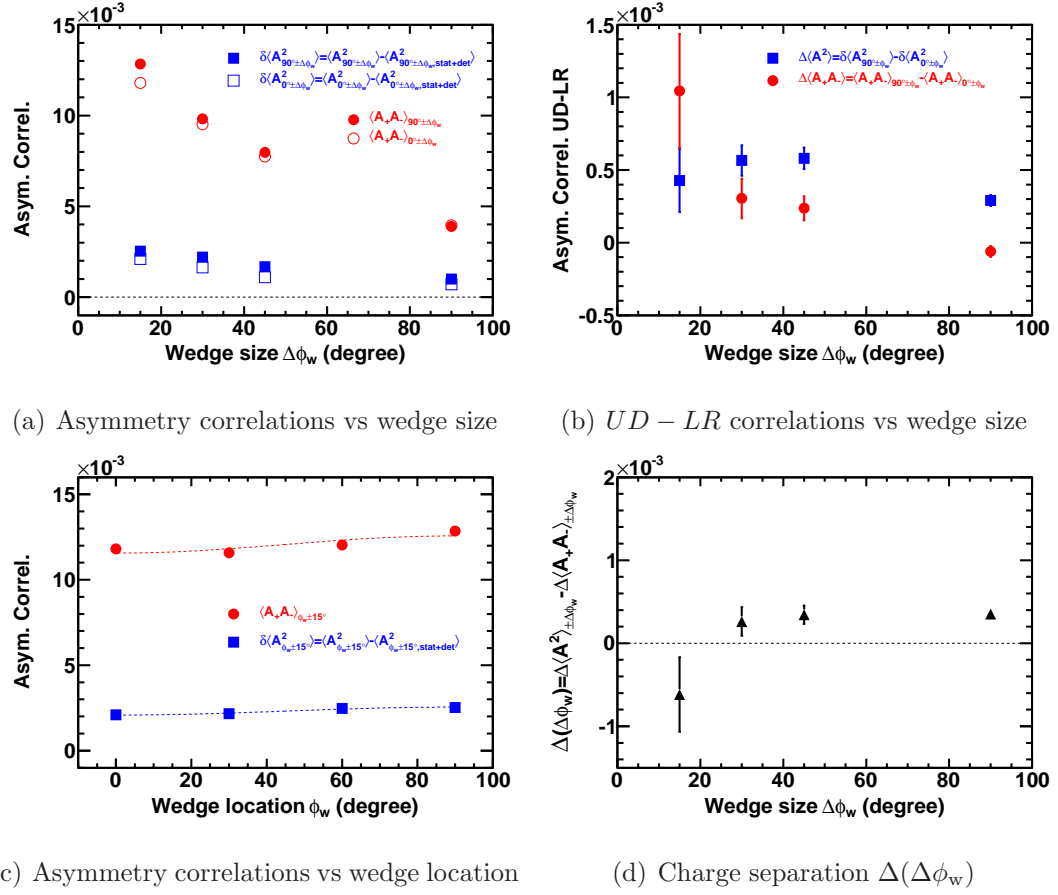 ×10⁻³
15
10
5
0
Asym. Correl.
δ⟨A²₉₀°±Δφw⟩=⟨A²₉₀°±Δφw⟩-⟨A²₉₀°±Δφw,stat+det⟩
δ⟨A²₀°±Δφw⟩=⟨A²₀°±Δφw⟩-⟨A²₀°±Δφw,stat+det⟩
⟨A₊A₋⟩₉₀°±Δφw
⟨A₊A₋⟩₀°±Δφw
0 20 40 60 80 100
Wedge size Δφw (degree)
(a) Asymmetry correlations vs wedge size
×10⁻³
1.5
1
0.5
0
-0.5
Asym. Correl. UD-LR
Δ⟨A²⟩=δ⟨A²₉₀°±φw⟩-δ⟨A²₀°±φw⟩
Δ⟨A₊A₋⟩=⟨A₊A₋⟩₉₀°±φw-⟨A₊A₋⟩₀°±φw
0 20 40 60 80 100
Wedge size Δφw (degree)
(b) UD − LR correlations vs wedge size
×10⁻³
15
10
5
0
Asym. Correl.
⟨A₊A₋⟩φw±15°
δ⟨A²φw±15°⟩=⟨A²φw±15°⟩-⟨A²φw±15°,stat+det⟩
0 20 40 60 80
Wedge location φw (degree)
c) Asymmetry correlations vs wedge location
×10⁻³
2
1
0
-1
Δ(Δφw)=Δ⟨A²⟩±Δφw-Δ⟨A₊A₋⟩±Δφw
0 20 40 60 80 100
Wedge size Δφw (degree)
(d) Charge separation Δ(Δφw)